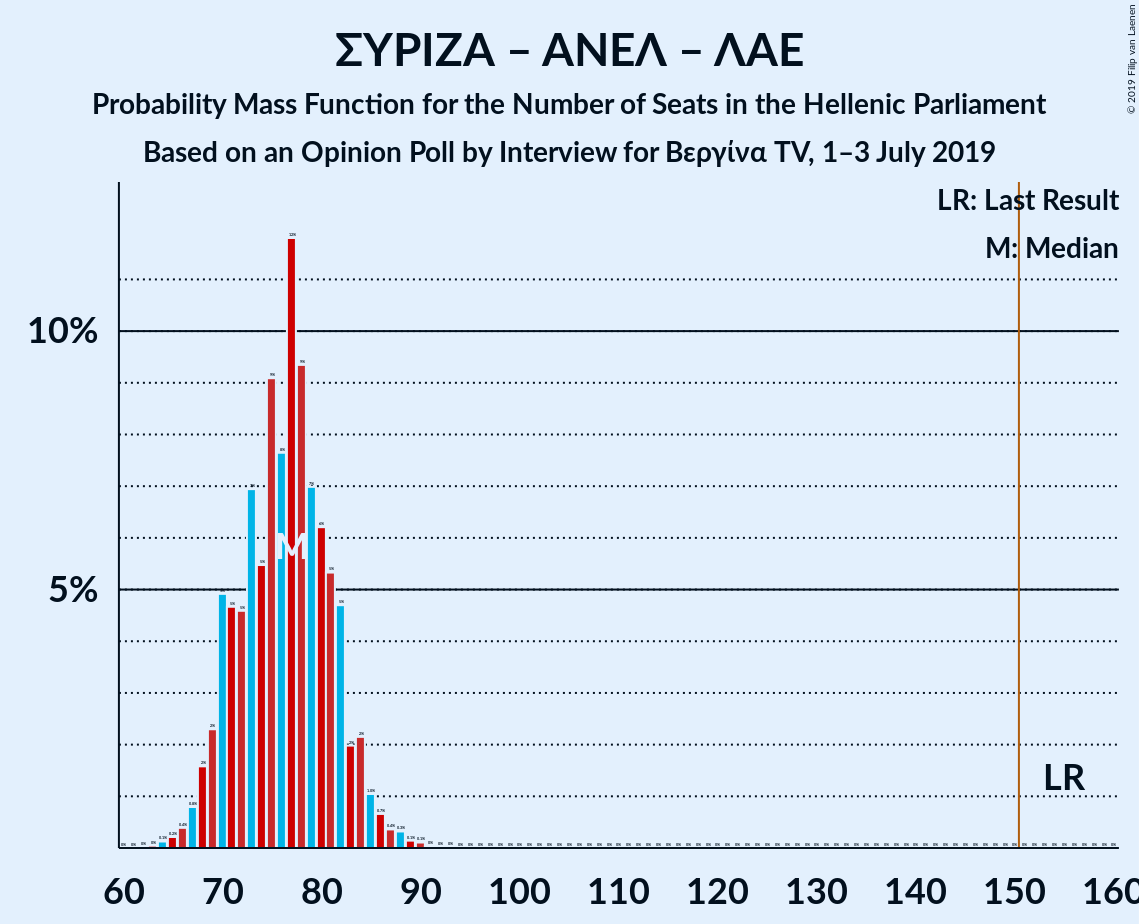 ΣΥΡΙΖΑ – ΑΝΕΛ – ΛΑΕ
Probability Mass Function for the Number of Seats in the Hellenic Parliament
Based on an Opinion Poll by Interview for Βεργίνα TV, 1–3 July 2019
© 2019 Filip van Laenen
LR: Last Result
M: Median
10%
5%
M
LR
60 70 80 90 100 110 120 130 140 150 160